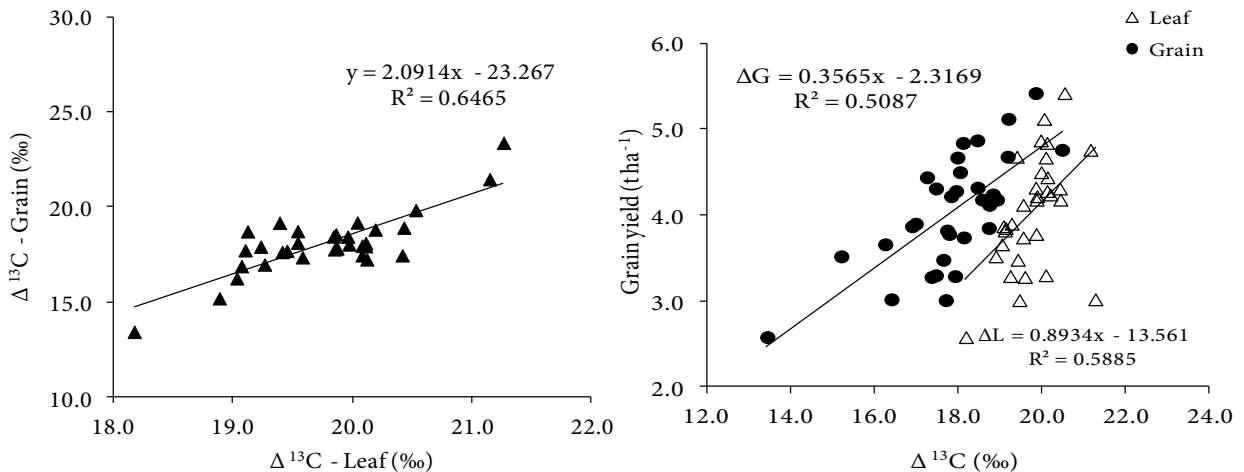 30.0
25.0
20.0
15.0
10.0
18.0 19.0 20.0 21.0 22.0
Δ ¹³C - Grain (‰)
Δ ¹³C - Leaf (‰)
y = 2.0914x - 23.267
R² = 0.6465
△ Leaf
● Grain
6.0
5.0
4.0
3.0
2.0
12.0 14.0 16.0 18.0 20.0 22.0 24.0
Grain yield (t ha⁻¹)
Δ ¹³C (‰)
ΔG = 0.3565x - 2.3169
R² = 0.5087
ΔL = 0.8934x - 13.561
R² = 0.5885